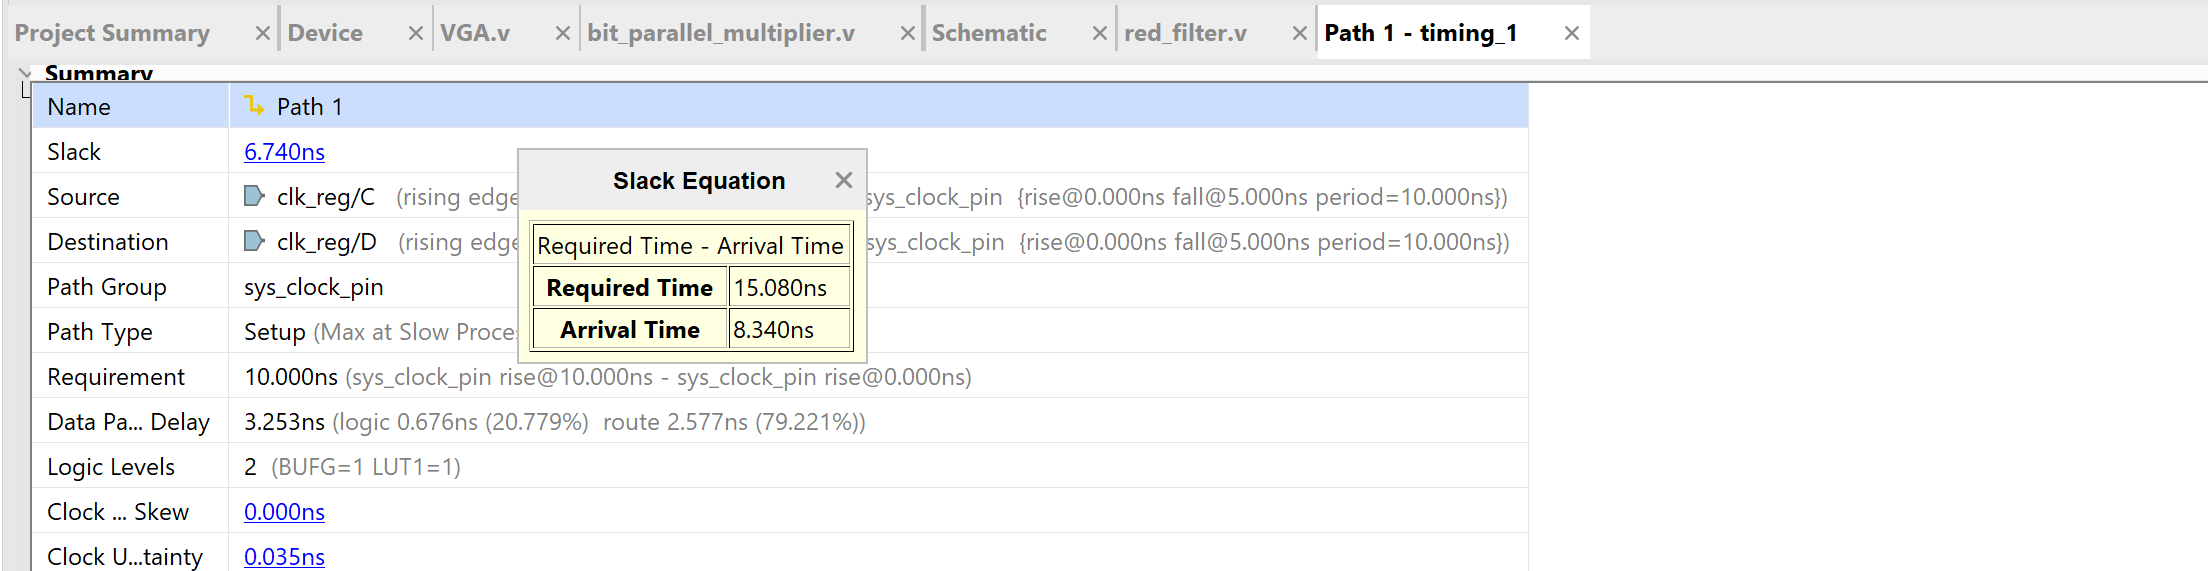 Project Summary × Device × VGA.v × bit_parallel_multiplier.v × Schematic × red_filter.v × Path 1 - timing_1 ×
Summary
Name Path 1
Slack 6.740ns
Slack Equation ×
Source clk_reg/C (rising edge sys_clock_pin {rise@0.000ns fall@5.000ns period=10.000ns})
Destination clk_reg/D (rising edge sys_clock_pin {rise@0.000ns fall@5.000ns period=10.000ns})
Required Time - Arrival Time
Path Group sys_clock_pin
Required Time 15.080ns
Path Type Setup (Max at Slow Proce
Arrival Time 8.340ns
Requirement 10.000ns (sys_clock_pin rise@10.000ns - sys_clock_pin rise@0.000ns)
Data Pa... Delay 3.253ns (logic 0.676ns (20.779%) route 2.577ns (79.221%))
Logic Levels 2 (BUFG=1 LUT1=1)
Clock ... Skew 0.000ns
Clock U...tainty 0.035ns